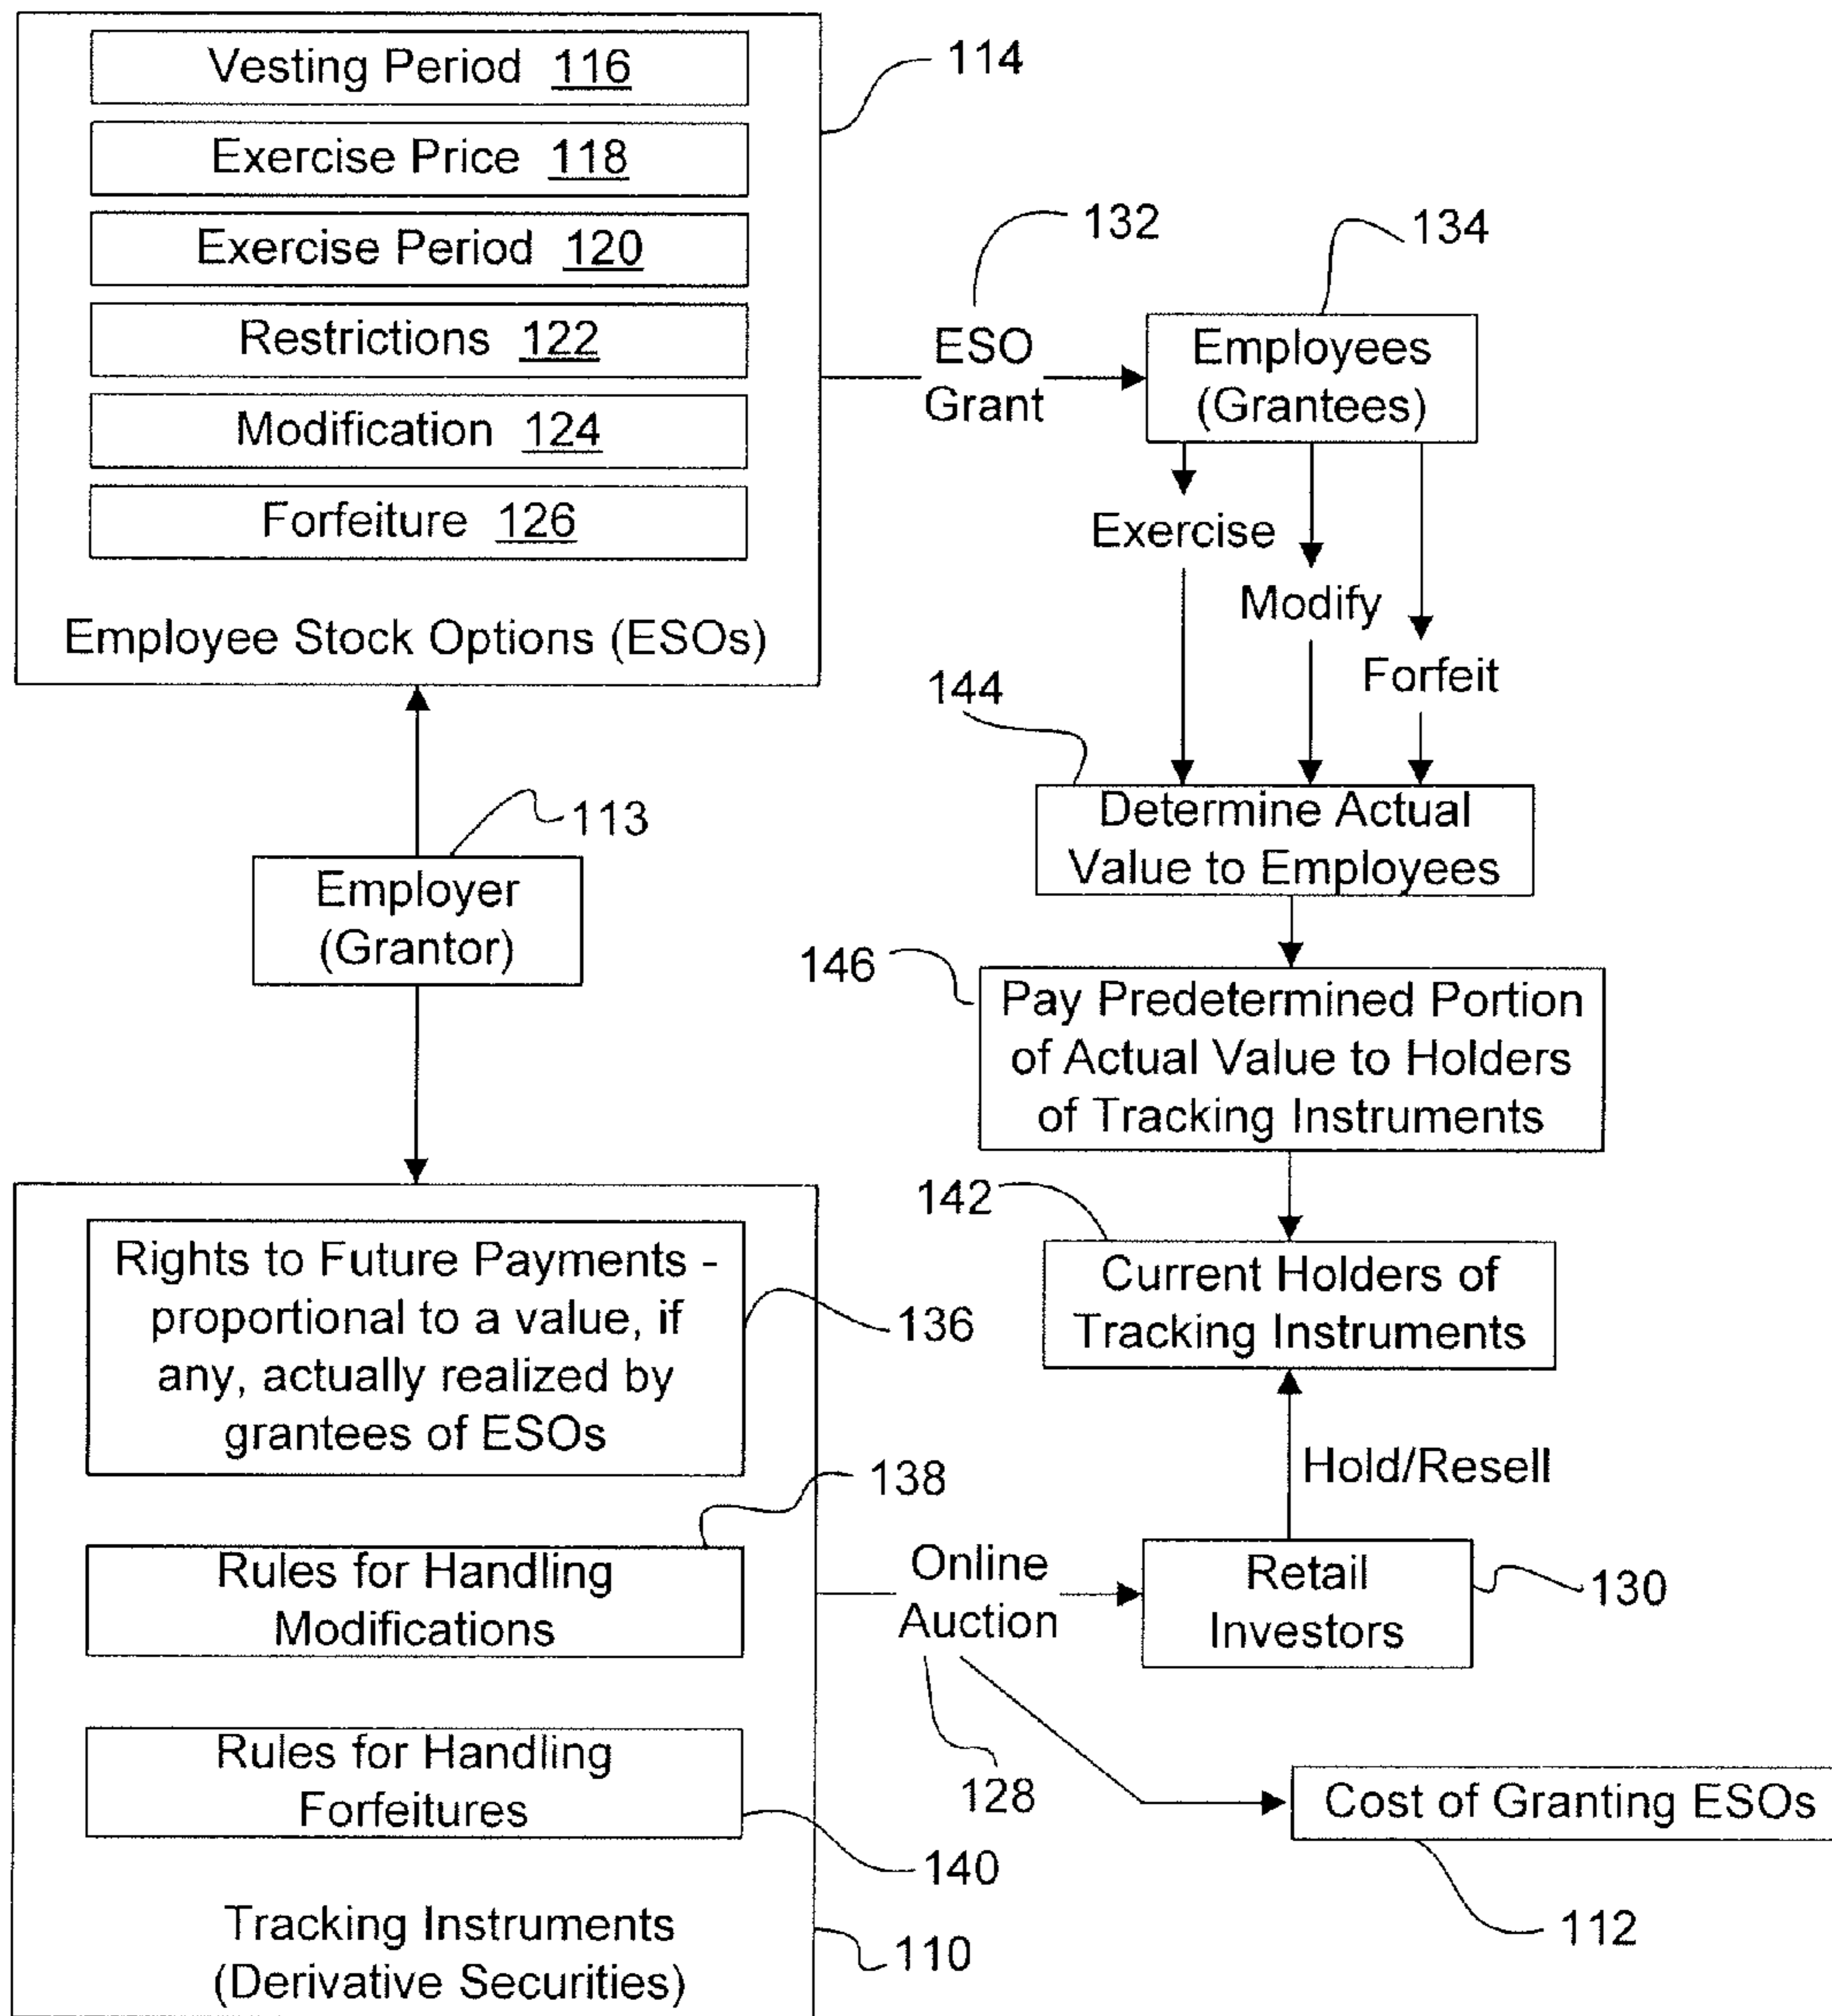 Vesting Period 116
Exercise Price 118
Exercise Period 120
Restrictions 122
Modification 124
Forfeiture 126
Employee Stock Options (ESOs)
114
132
ESO
Grant
134
Employees
(Grantees)
Exercise
Modify
Forfeit
144
Determine Actual
Value to Employees
113
Employer
(Grantor)
146
Pay Predetermined Portion
of Actual Value to Holders
of Tracking Instruments
142
Current Holders of
Tracking Instruments
Rights to Future Payments -
proportional to a value, if
any, actually realized by
grantees of ESOs
136
138
Rules for Handling
Modifications
Rules for Handling
Forfeitures
140
Tracking Instruments
(Derivative Securities)
110
Hold/Resell
Online
Auction
128
Retail
Investors
130
Cost of Granting ESOs
112